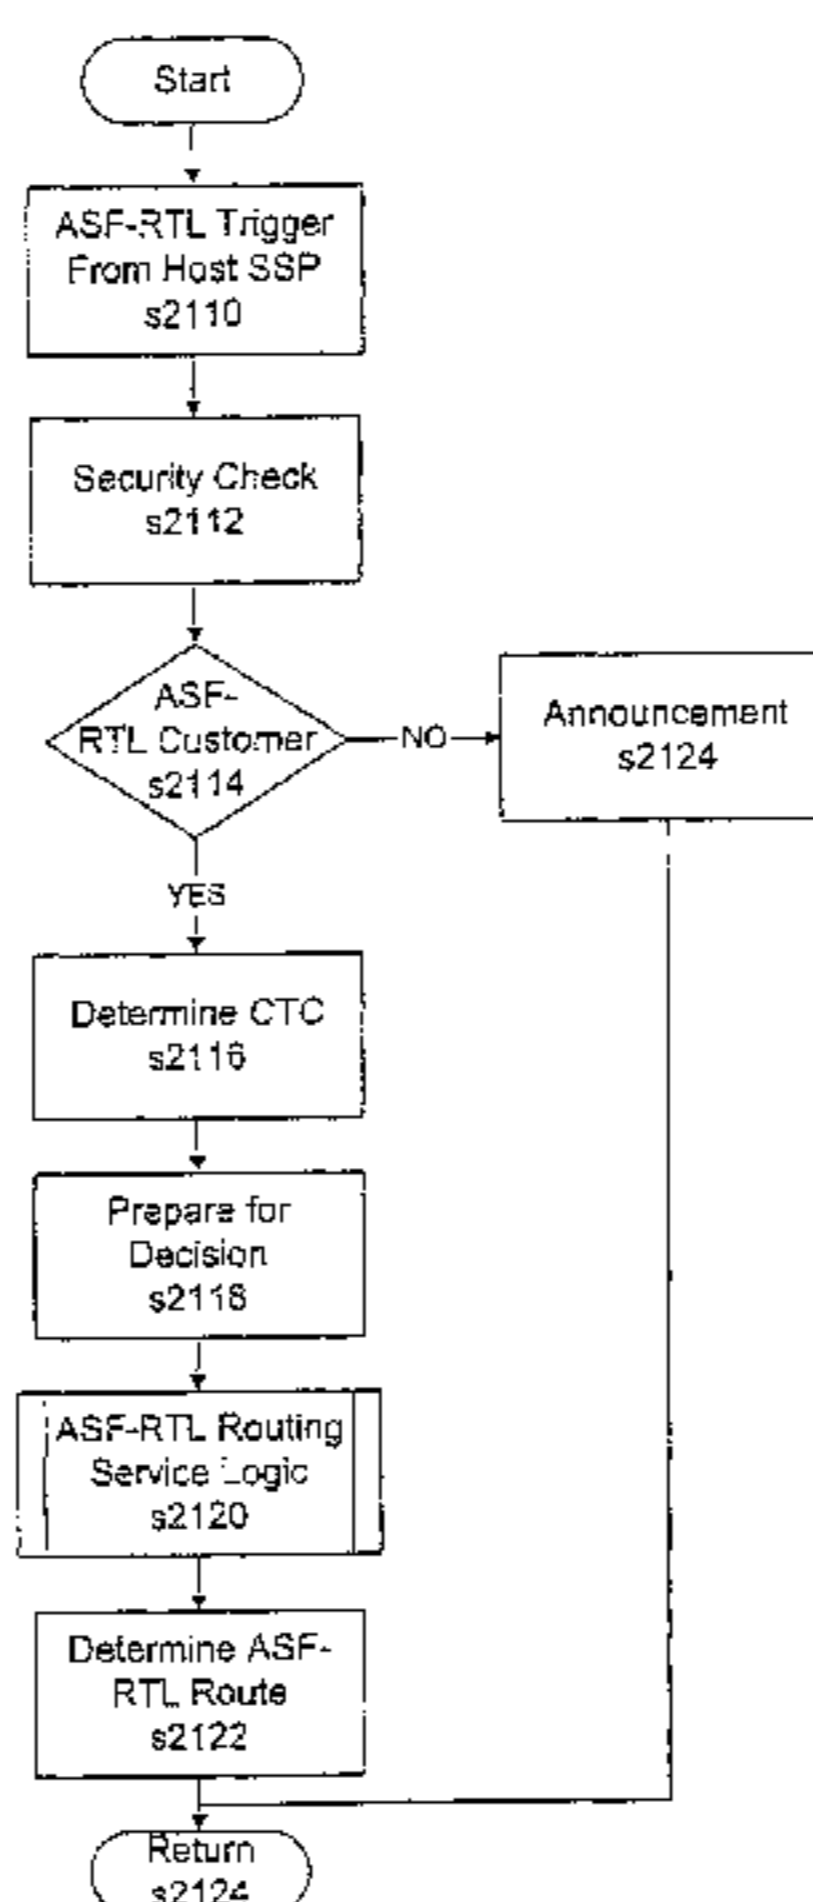 Start
ASF-RTL Trigger
From Host SSP
s2110
Security Check
s2112
ASF-
RTL Customer
s2114
NO
Announcement
s2124
YES
Determine CTC
s2116
Prepare for
Decision
s2118
ASF-RTL Routing
Service Logic
s2120
Determine ASF-
RTL Route
s2122
Return
s2124